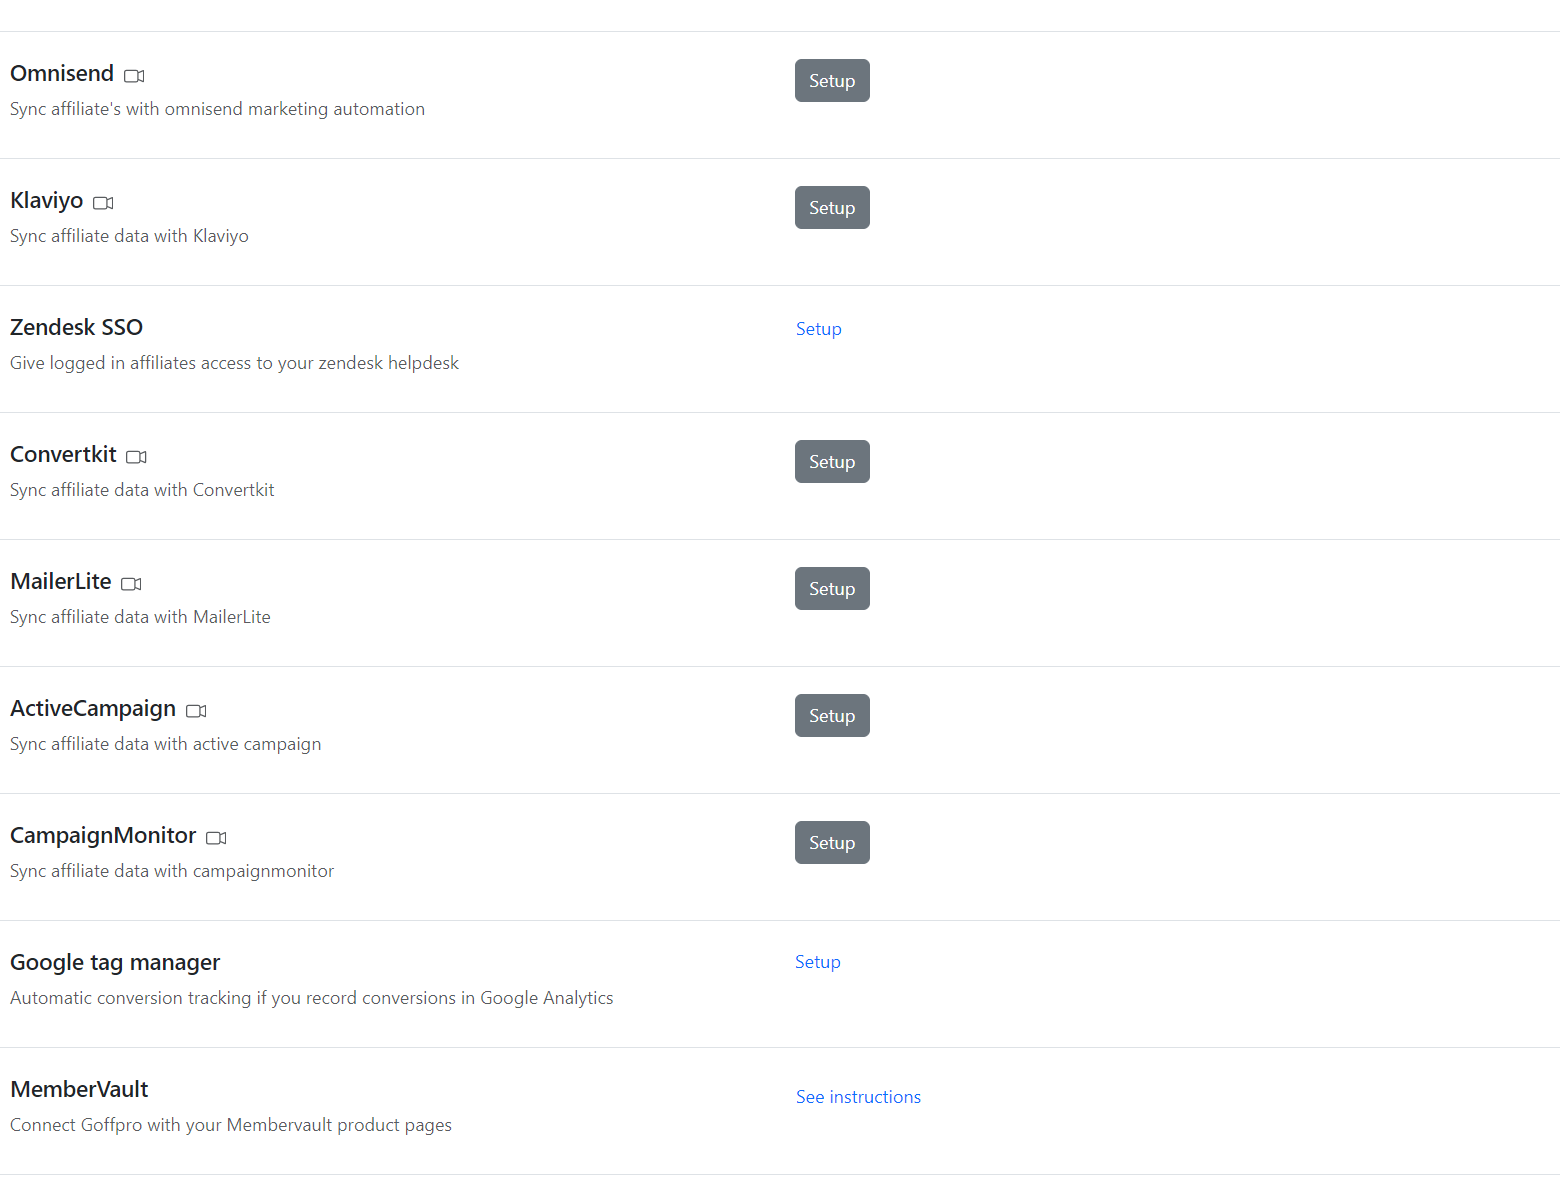 Omnisend
Setup
Sync affiliate's with omnisend marketing automation
Klaviyo
Setup
Sync affiliate data with Klaviyo
Zendesk SSO
Setup
Give logged in affiliates access to your zendesk helpdesk
Convertkit
Setup
Sync affiliate data with Convertkit
MailerLite
Setup
Sync affiliate data with MailerLite
ActiveCampaign
Setup
Sync affiliate data with active campaign
CampaignMonitor
Setup
Sync affiliate data with campaignmonitor
Google tag manager
Setup
Automatic conversion tracking if you record conversions in Google Analytics
MemberVault
See instructions
Connect Goffpro with your Membervault product pages